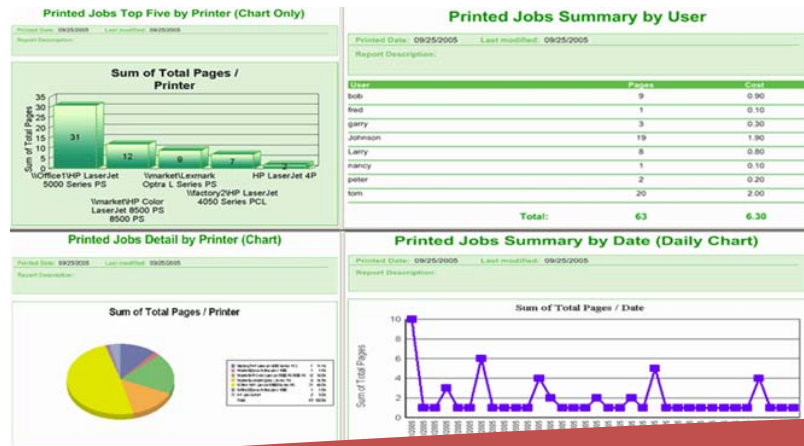 Printed Jobs Top Five by Printer (Chart Only)
Printed Date: 09/25/2005 Last modified: 09/25/2005
Report Description:
Sum of Total Pages /
Printer
Sum of Total Pages
35
30
25
20
15
10
5
0
31
12
9
7
2
\\Office1\HP LaserJet
5000 Series PS
\\market\HP Color
LaserJet 8500 PS
8500 PS
\\market\Lexmark
Optra L Series PS
\\factory2\HP LaserJet
4050 Series PCL
HP LaserJet 4P
Printed Jobs Summary by User
Printed Date: 09/25/2005 Last modified: 09/25/2005
Report Description:
User Pages Cost
bob 9 0.90
fred 1 0.10
garry 3 0.30
Johnson 19 1.90
Larry 8 0.80
nancy 1 0.10
peter 2 0.20
tom 20 2.00
Total: 63 6.30
Printed Jobs Detail by Printer (Chart)
Printed Date: 09/25/2005 Last modified: 09/25/2005
Report Description:
Sum of Total Pages / Printer
Printed Jobs Summary by Date (Daily Chart)
Printed Date: 09/25/2005 Last modified: 09/25/2005
Report Description:
Sum of Total Pages / Date
Sum of Total Pages
10
8
6
4
2
0